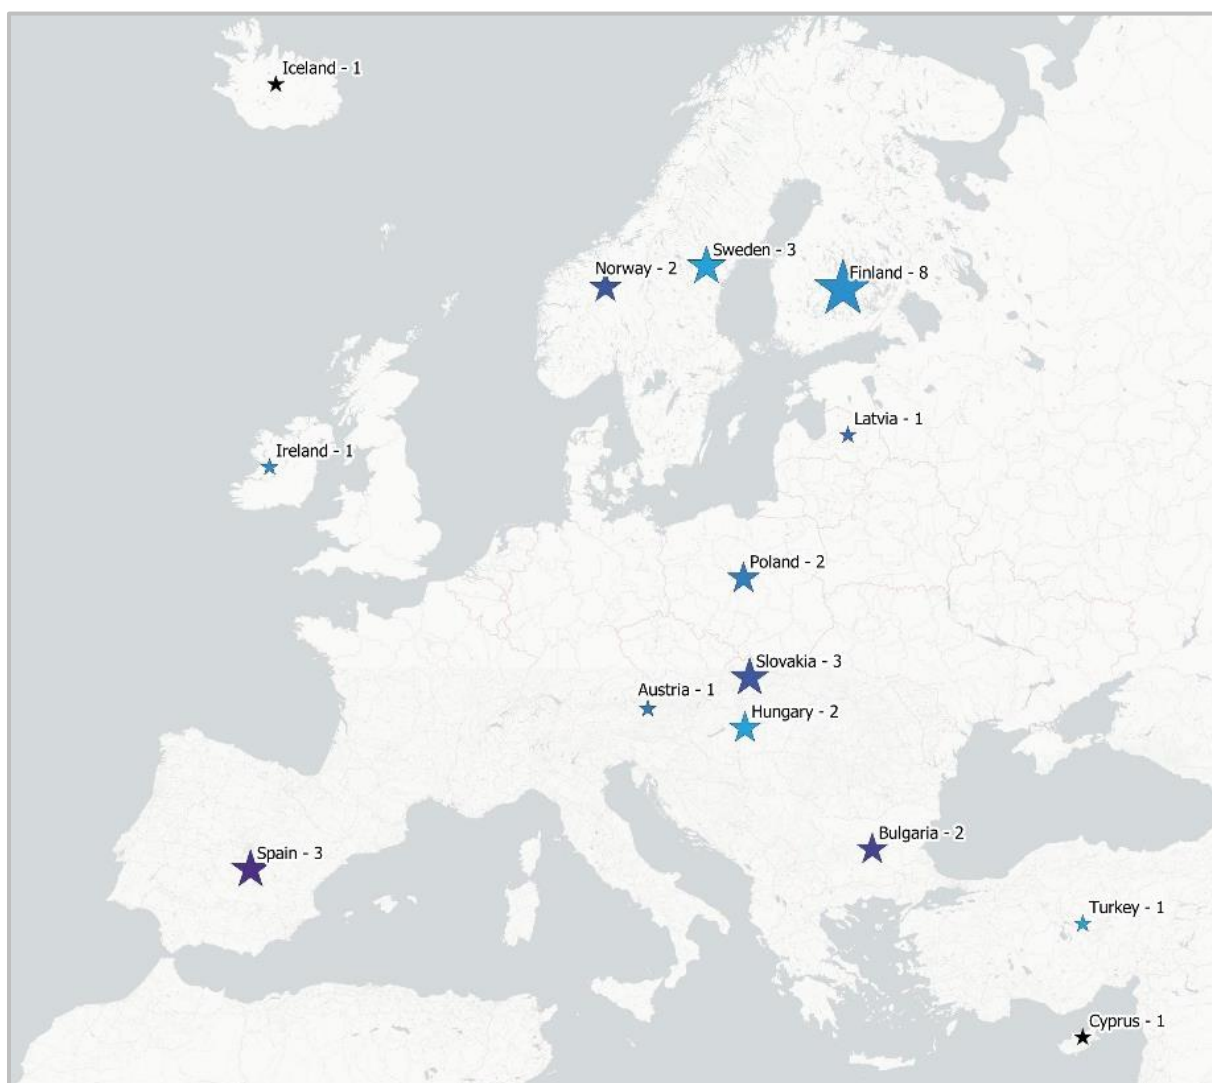 Iceland - 1
Sweden - 3
Norway - 2
Finland - 8
Latvia - 1
Ireland - 1
Poland - 2
Slovakia - 3
Austria - 1
Hungary - 2
Bulgaria - 2
Spain - 3
Turkey - 1
Cyprus - 1